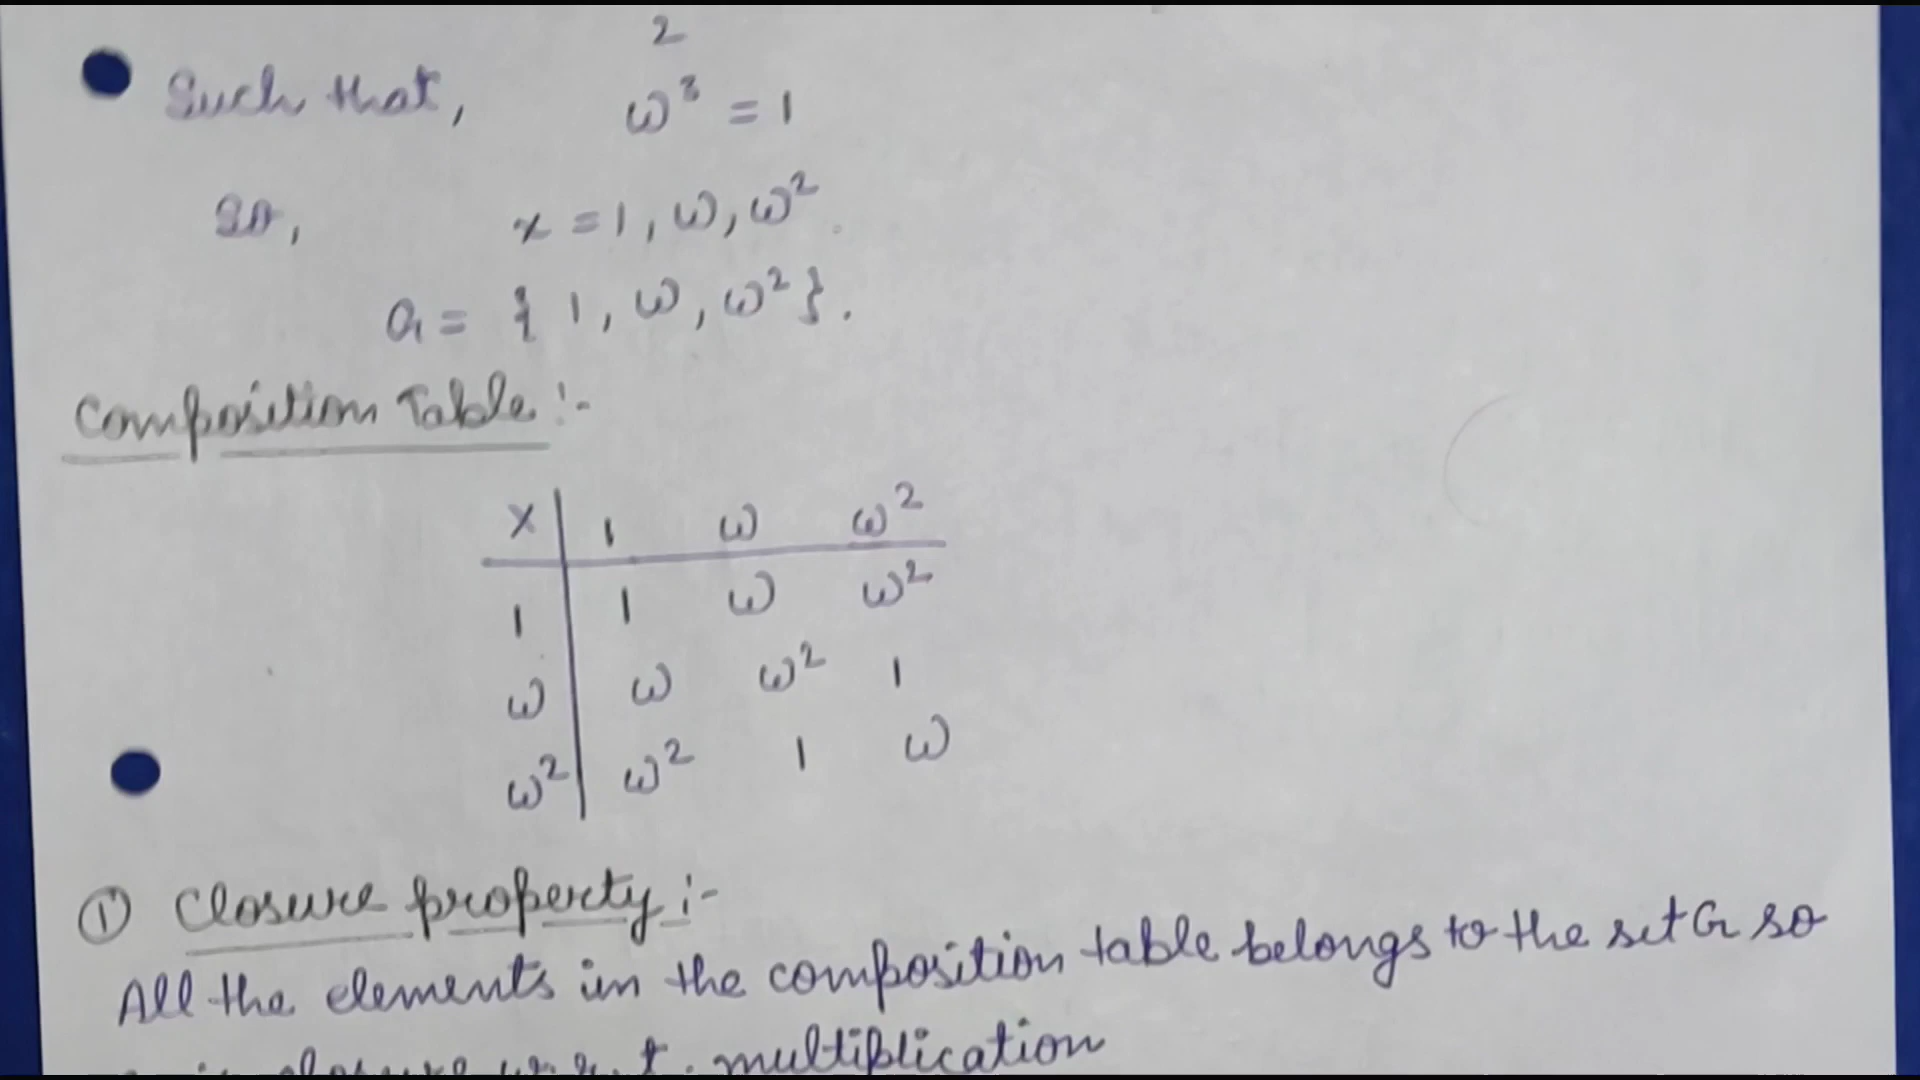 2
Such that, ω³ = 1
so, x = 1, ω, ω².
G = { 1, ω, ω² }.
Composition Table :-
× | 1 ω ω²
1 | 1 ω ω²
ω | ω ω² 1
ω² | ω² 1 ω
① Closure property :-
All the elements in the composition table belongs to the set G so
is closure w.r.t. multiplication